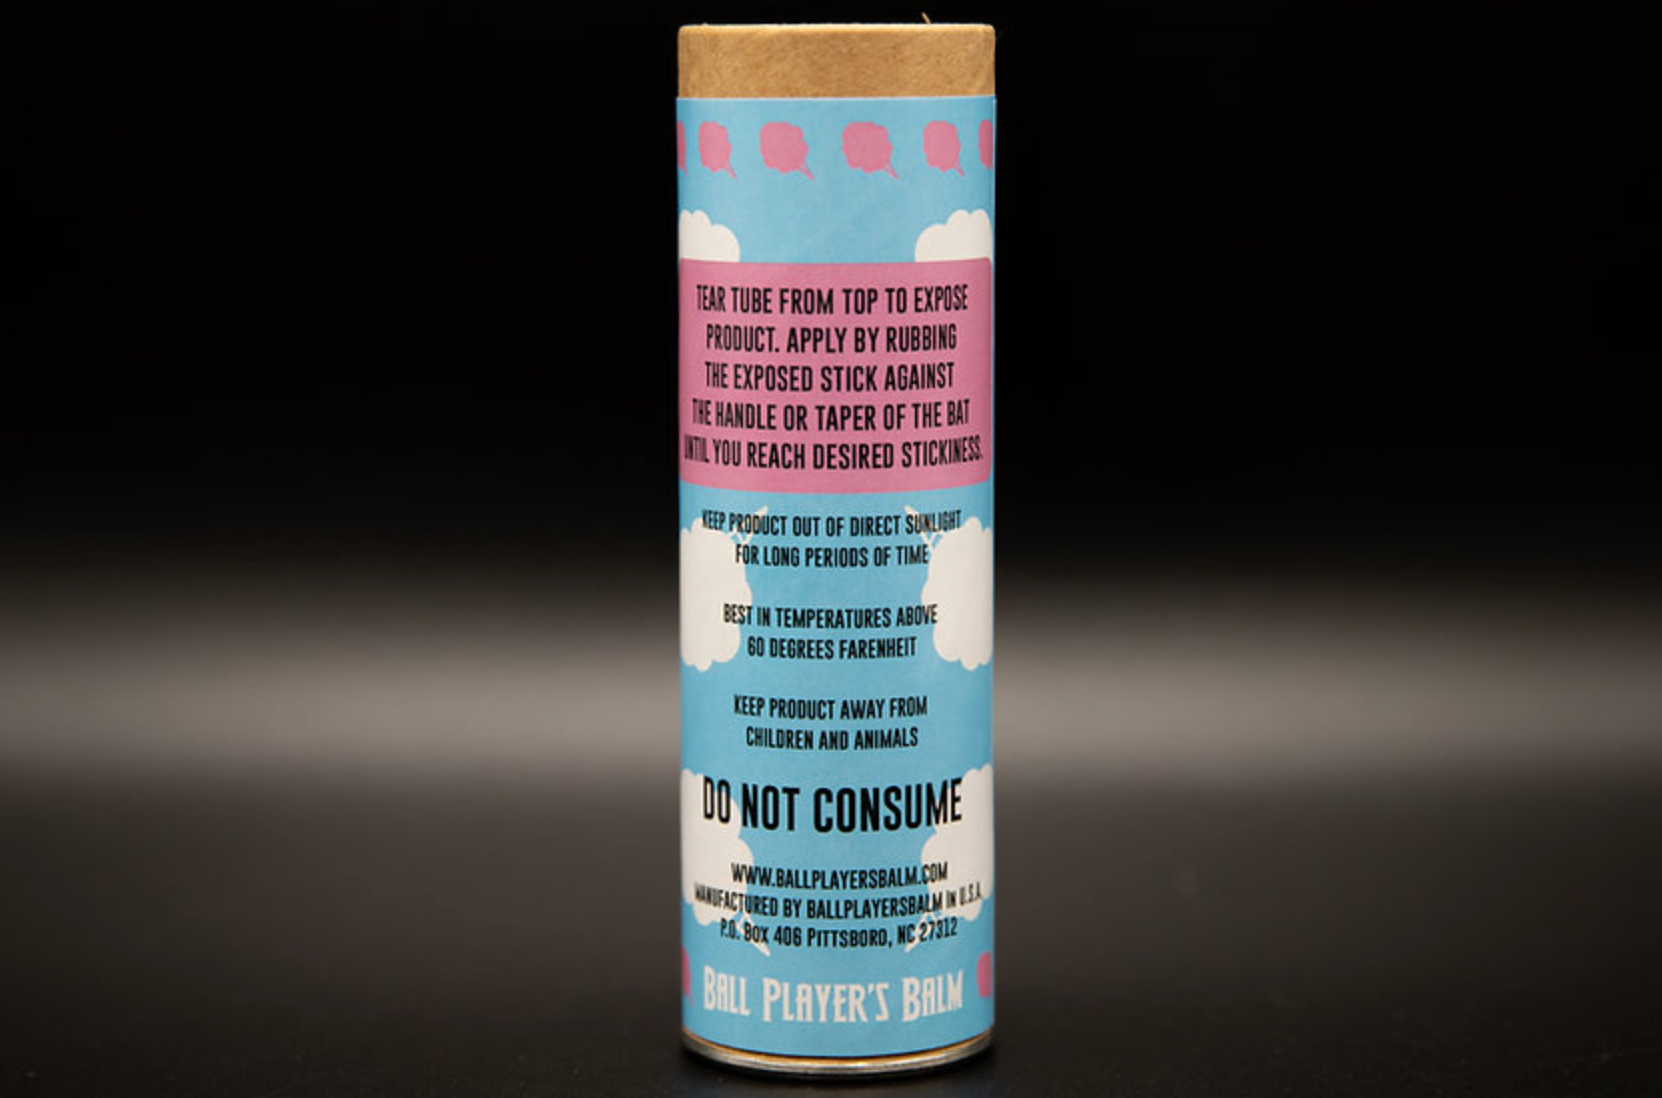 TEAR TUBE FROM TOP TO EXPOSE
PRODUCT. APPLY BY RUBBING
THE EXPOSED STICK AGAINST
THE HANDLE OR TAPER OF THE BAT
UNTIL YOU REACH DESIRED STICKINESS.
KEEP PRODUCT OUT OF DIRECT SUNLIGHT
FOR LONG PERIODS OF TIME
BEST IN TEMPERATURES ABOVE
60 DEGREES FARENHEIT
KEEP PRODUCT AWAY FROM
CHILDREN AND ANIMALS
DO NOT CONSUME
WWW.BALLPLAYERSBALM.COM
MANUFACTURED BY BALLPLAYERSBALM IN U.S.A.
P.O. BOX 406 PITTSBORO, NC 27312
BALL PLAYER'S BALM